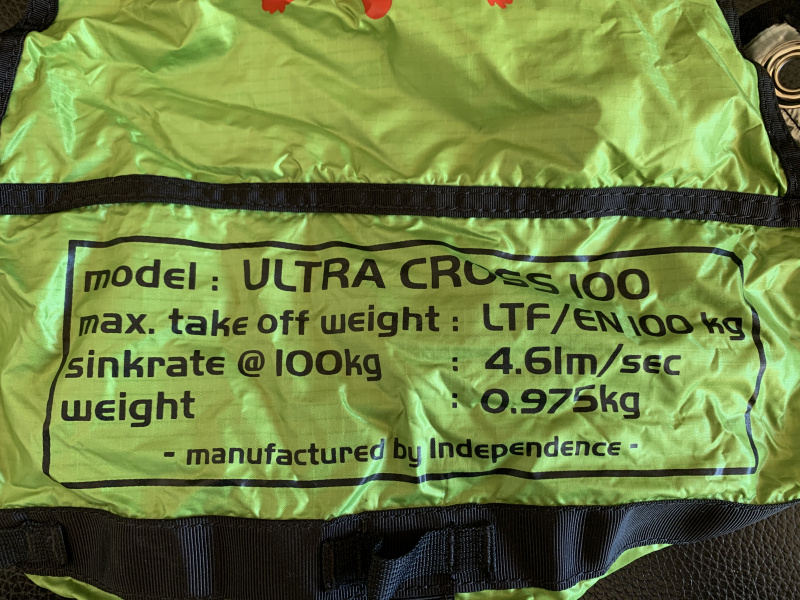 model : ULTRA CROSS 100
max. take off weight : LTF/EN 100 kg
sinkrate @ 100kg : 4.61m/sec
weight : 0.975kg
- manufactured by Independence -